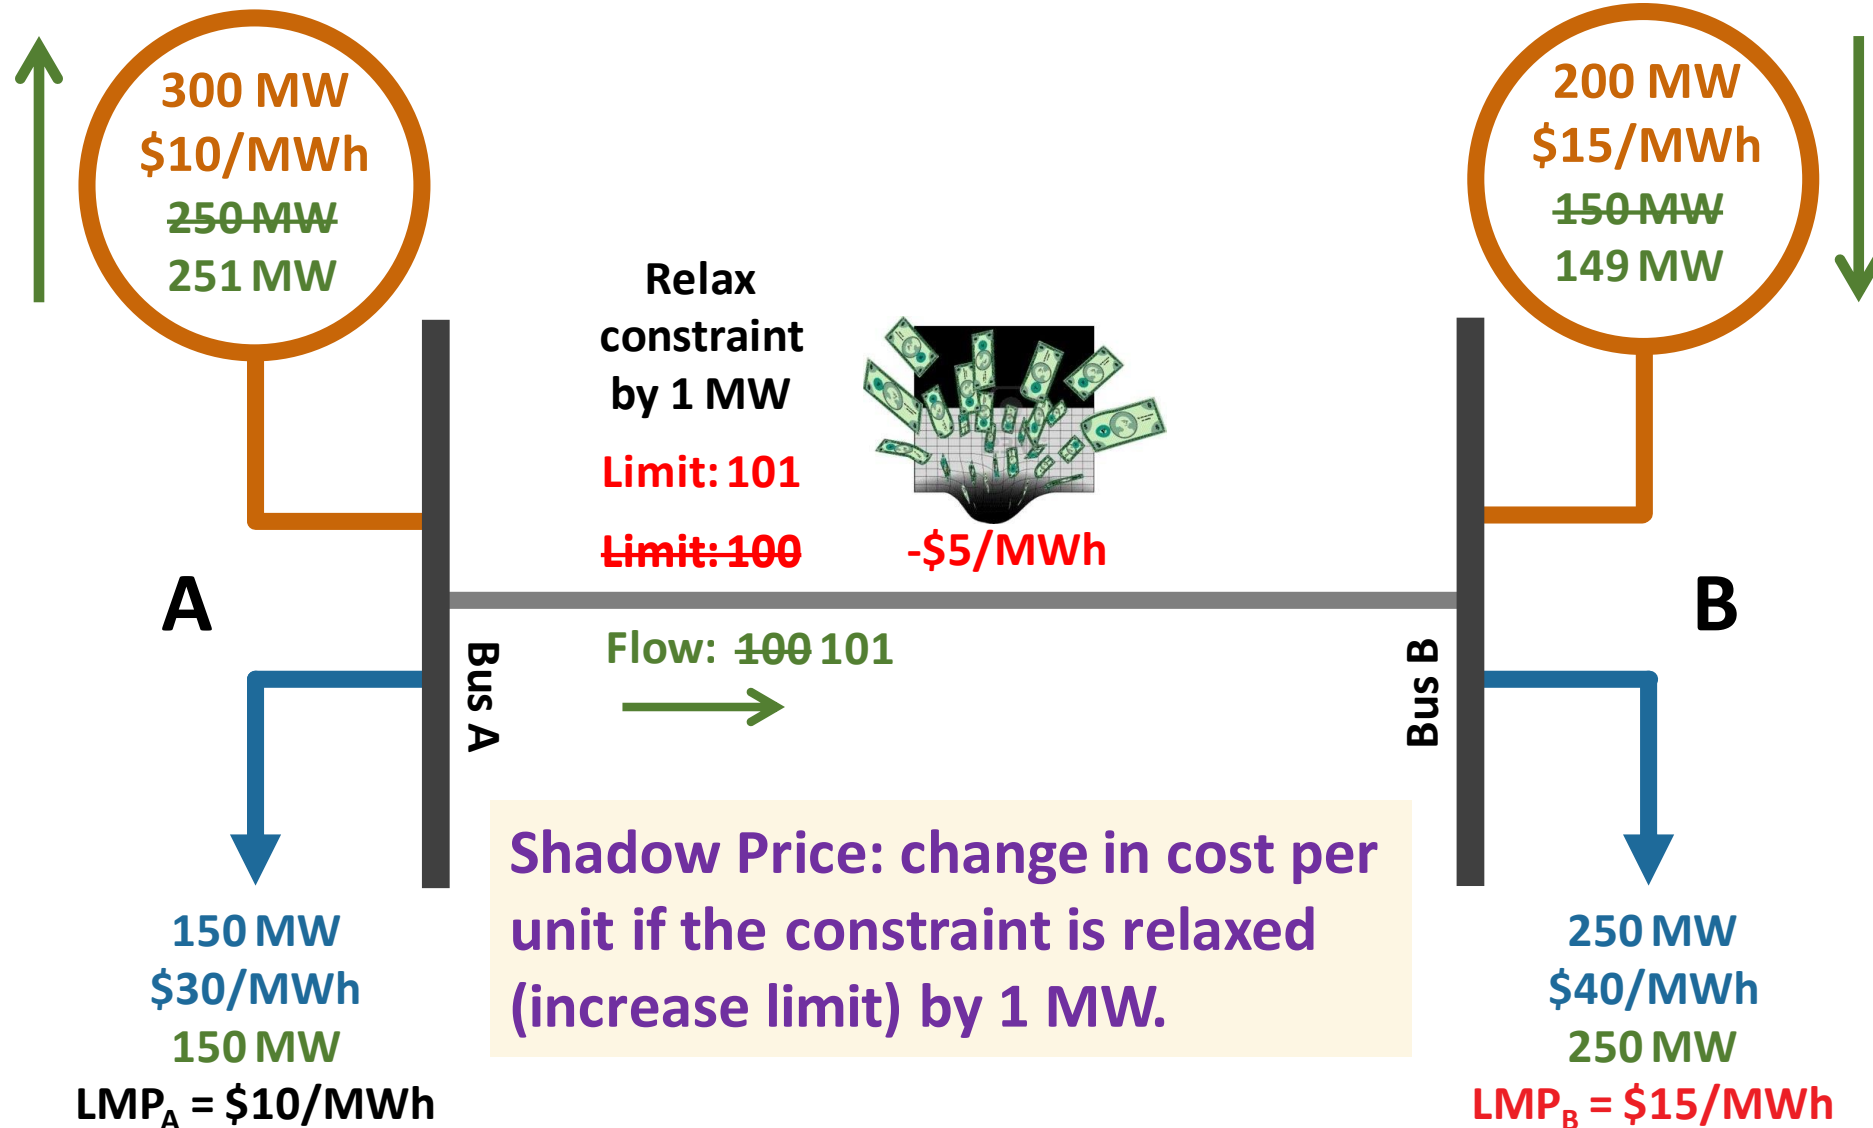 300 MW
$10/MWh
250 MW
251 MW
200 MW
$15/MWh
150 MW
149 MW
Relax
constraint
by 1 MW
Limit: 101
Limit: 100
-$5/MWh
A
B
Flow: 100 101
Bus A
Bus B
Shadow Price: change in cost per
unit if the constraint is relaxed
(increase limit) by 1 MW.
150 MW
$30/MWh
150 MW
LMP_A = $10/MWh
250 MW
$40/MWh
250 MW
LMP_B = $15/MWh